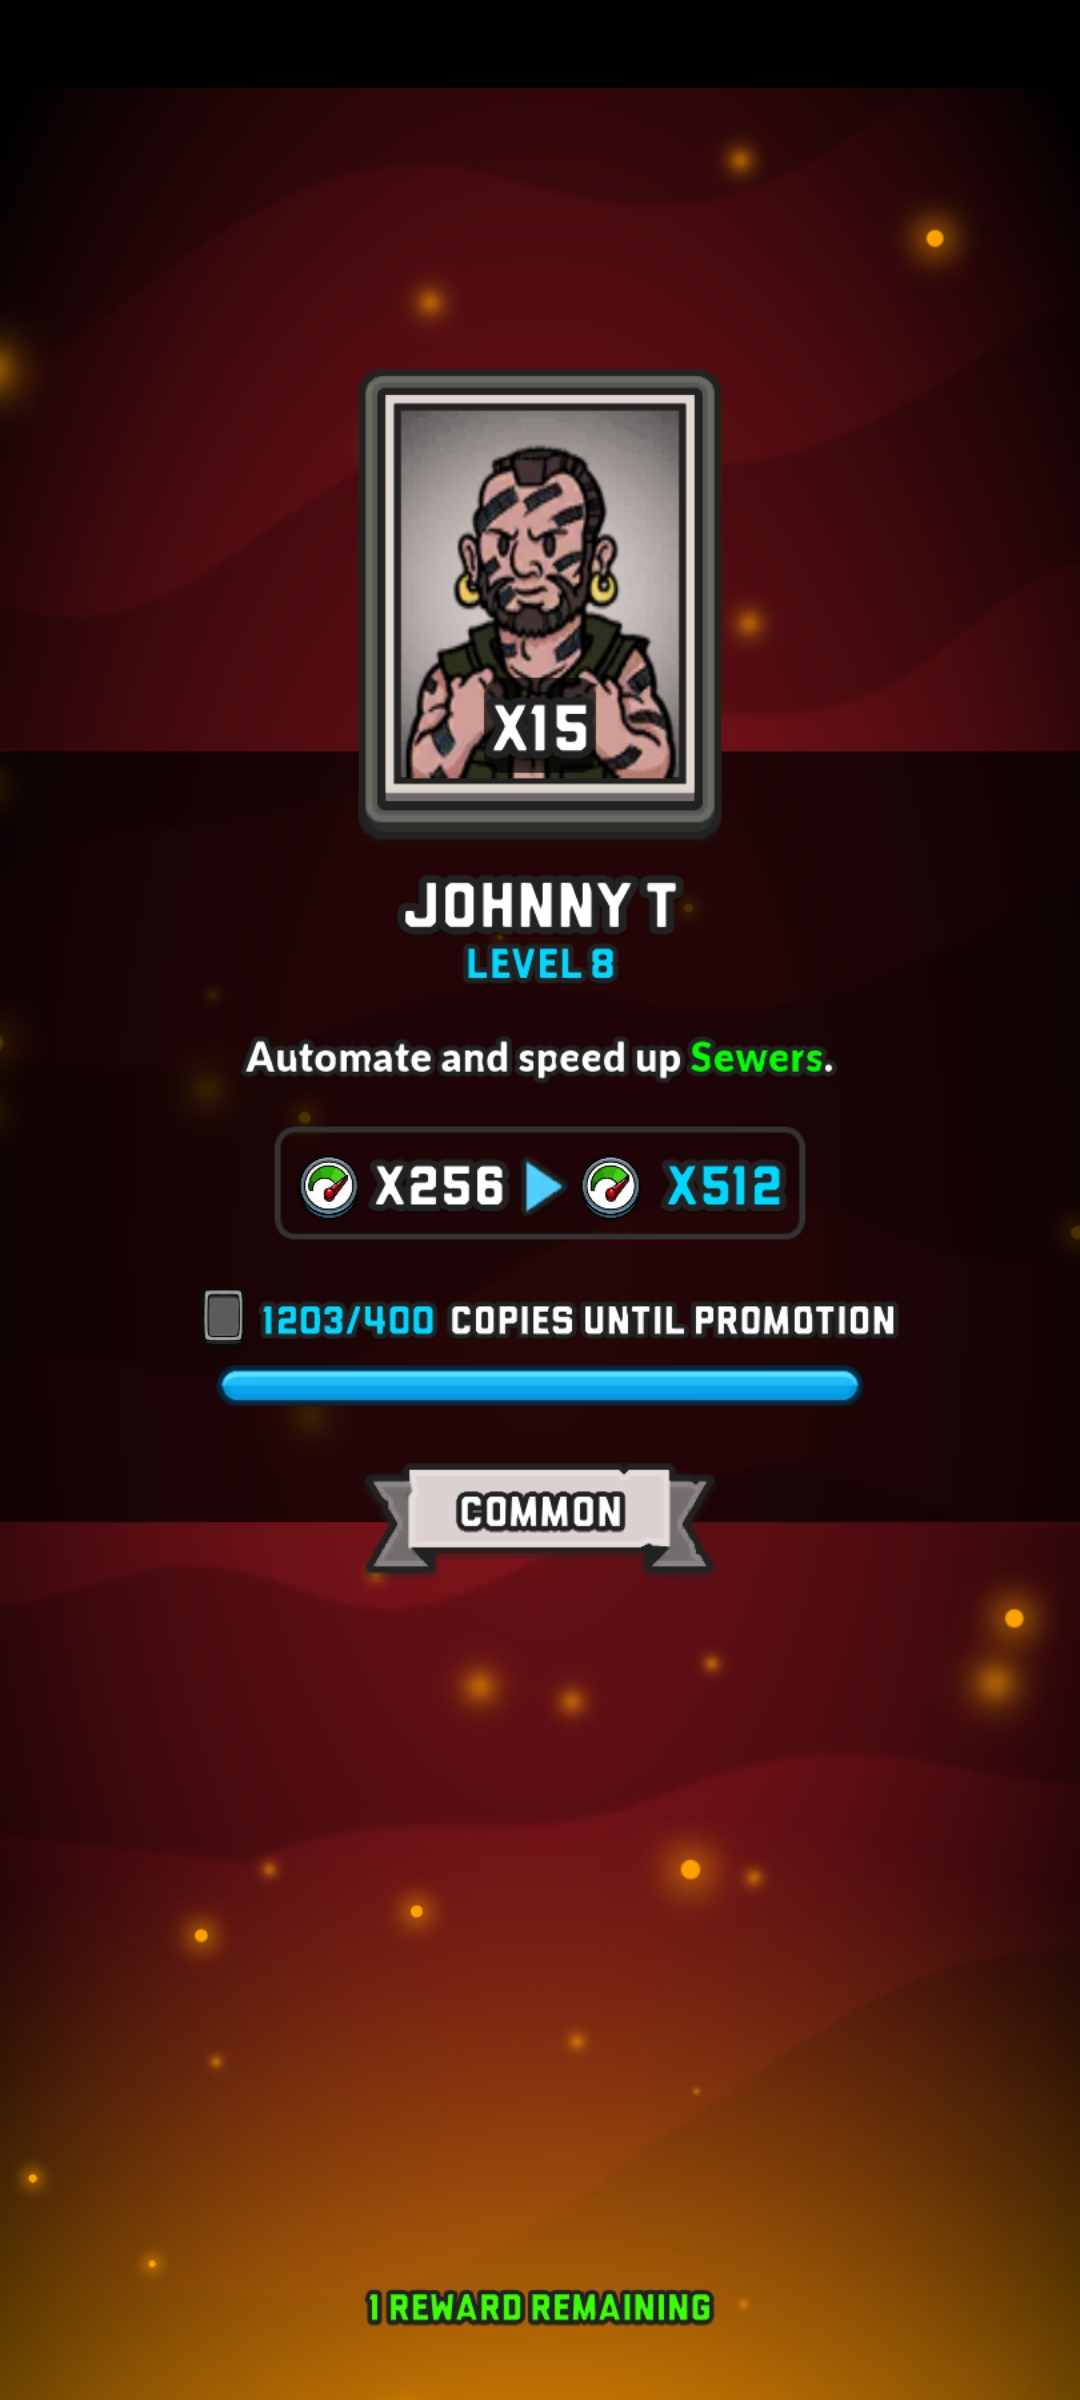 X15
JOHNNY T
LEVEL 8
Automate and speed up Sewers.
X256 X512
1203/400 COPIES UNTIL PROMOTION
COMMON
1 REWARD REMAINING